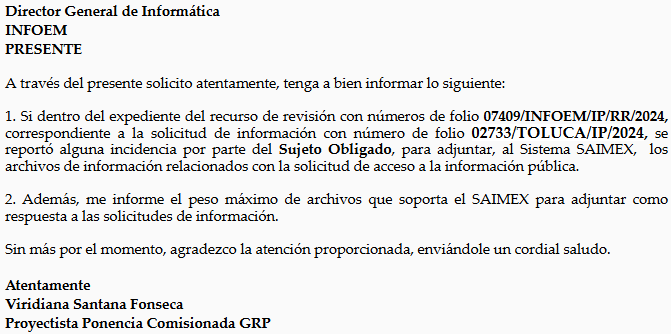 Director General de Informática
INFOEM
PRESENTE
A través del presente solicito atentamente, tenga a bien informar lo siguiente:
1. Si dentro del expediente del recurso de revisión con números de folio 07409/INFOEM/IP/RR/2024,
correspondiente a la solicitud de información con número de folio 02733/TOLUCA/IP/2024, se
reportó alguna incidencia por parte del Sujeto Obligado, para adjuntar, al Sistema SAIMEX, los
archivos de información relacionados con la solicitud de acceso a la información pública.
2. Además, me informe el peso máximo de archivos que soporta el SAIMEX para adjuntar como
respuesta a las solicitudes de información.
Sin más por el momento, agradezco la atención proporcionada, enviándole un cordial saludo.
Atentamente
Viridiana Santana Fonseca
Proyectista Ponencia Comisionada GRP